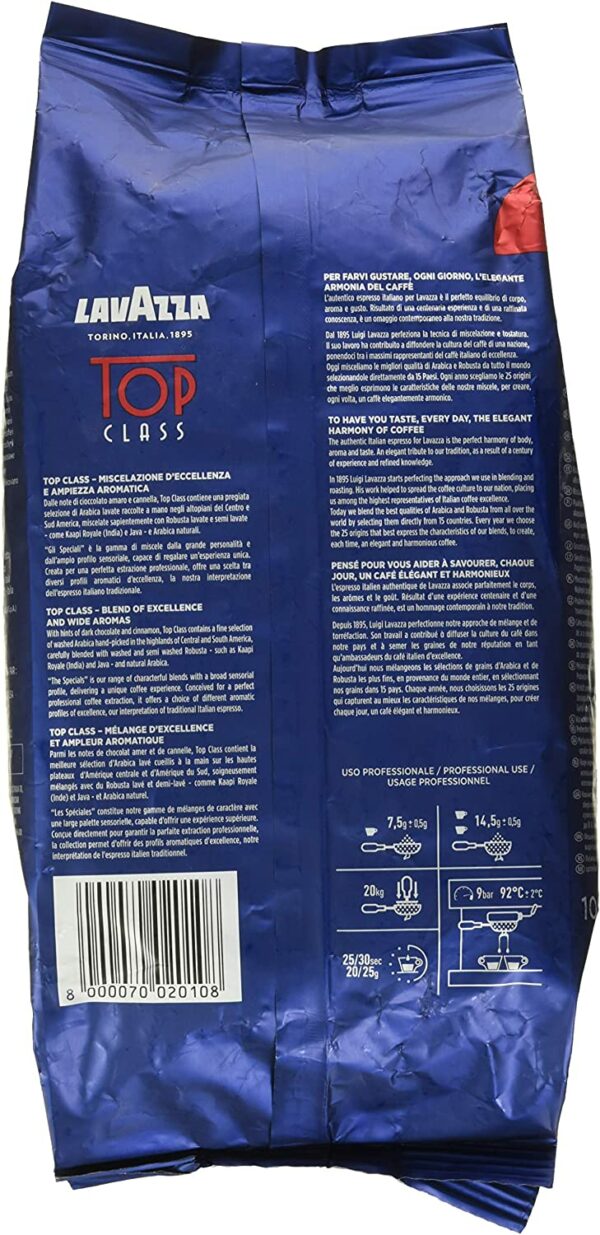 LAVAZZA
TORINO, ITALIA, 1895
TOP
CLASS
TOP CLASS – MISCELAZIONE D'ECCELLENZA
E AMPIEZZA AROMATICA
Dalle note di cioccolato amaro e cannella, Top Class contiene una pregiata
selezione di Arabica lavate raccolte a mano negli altopiani del Centro e
Sud America, miscelate sapientemente con Robusta lavate e semi lavate
- come Kaapi Royale (India) e Java - e Arabica naturali.
"Gli Speciali" è la gamma di miscele dalla grande personalità e
dall'ampio profilo sensoriale, capace di regalare un'esperienza unica.
Creata per una perfetta estrazione professionale, offre una scelta tra
diversi profili aromatici d'eccellenza, la nostra interpretazione
dell'espresso italiano tradizionale.
TOP CLASS – BLEND OF EXCELLENCE
AND WIDE AROMAS
With hints of dark chocolate and cinnamon, Top Class contains a fine selection
of washed Arabica hand-picked in the highlands of Central and South America,
carefully blended with washed and semi washed Robusta - such as Kaapi
Royale (India) and Java - and natural Arabica.
"The Specials" is our range of characterful blends with a broad sensorial
profile, delivering a unique coffee experience. Conceived for a perfect
professional coffee extraction, it offers a choice of different aromatic
profiles of excellence, our interpretation of traditional Italian espresso.
TOP CLASS – MÉLANGE D'EXCELLENCE
ET AMPLEUR AROMATIQUE
Parmi les notes de chocolat amer et de cannelle, Top Class contient la
meilleure sélection d'Arabica lavé cueillis à la main sur les hautes
plateaux d'Amérique centrale et d'Amérique du Sud, soigneusement
mélangés avec du Robusta lavé et demi-lavé - comme Kaapi Royale
(Inde) et Java - et Arabica naturel.
"Les Spéciales" constitue notre gamme de mélanges de caractère avec
une large palette sensorielle, capable d'offrir une expérience supérieure.
Conçue directement pour garantir la parfaite extraction professionnelle,
la collection permet d'offrir des profils aromatiques d'excellence, notre
interprétation de l'espresso italien traditionnel.
8 000070 020108
PER FARVI GUSTARE, OGNI GIORNO, L'ELEGANTE
ARMONIA DEL CAFFÈ
L'autentico espresso italiano per Lavazza è il perfetto equilibrio di corpo,
aroma e gusto. Risultato di una centenaria esperienza e di una raffinata
conoscenza, è un omaggio contemporaneo alla nostra tradizione.
Dal 1895 Luigi Lavazza perfeziona la tecnica di miscelazione e tostatura.
Il suo lavoro ha contribuito a diffondere la cultura del caffè di una nazione,
ponendoci tra i massimi rappresentanti del caffè italiano di eccellenza.
Oggi misceliamo le migliori qualità di Arabica e Robusta da tutto il mondo
selezionandole direttamente da 15 Paesi. Ogni anno scegliamo le 25 origini
che meglio esprimono le caratteristiche delle nostre miscele, per creare,
ogni volta, un caffè elegantemente armonico.
TO HAVE YOU TASTE, EVERY DAY, THE ELEGANT
HARMONY OF COFFEE
The authentic Italian espresso for Lavazza is the perfect harmony of body,
aroma and taste. An elegant tribute to our tradition, as a result of a century
of experience and refined knowledge.
In 1895 Luigi Lavazza starts perfecting the approach we use in blending and
roasting. His work helped to spread the coffee culture to our nation, placing
us among the highest representatives of Italian coffee excellence.
Today we blend the best qualities of Arabica and Robusta from all over the
world by selecting them directly from 15 countries. Every year we choose
the 25 origins that best express the characteristics of our blends, to create,
each time, an elegant and harmonious coffee.
PENSÉ POUR VOUS AIDER À SAVOURER, CHAQUE
JOUR, UN CAFÉ ÉLÉGANT ET HARMONIEUX
L'espresso italien authentique de Lavazza associe parfaitement le corps,
les arômes et le goût. Résultat d'une expérience centenaire et d'une
connaissance raffinée, est un hommage contemporain à notre tradition.
Depuis 1895, Luigi Lavazza perfectionne notre approche de mélange et de
torréfaction. Son travail a contribué à diffuser la culture du café dans
notre pays et à semer les graines de notre réputation en tant
qu'ambassadeurs du café italien d'excellence.
Aujourd'hui nous mélangeons les sélections de grains d'Arabica et de
Robusta les plus fins, en provenance du monde entier, en sélectionnant
nos grains dans 15 pays. Chaque année, nous choisissons les 25 origines
qui capturent au mieux les caractéristiques de nos mélanges, pour créer
chaque jour, un café élégant et harmonieux.
USO PROFESSIONALE / PROFESSIONAL USE /
USAGE PROFESSIONNEL
7,5g ± 0,5g
14,5g ± 0,5g
20kg
9bar 92°C ± 2°C
25/30sec
20/25g
10